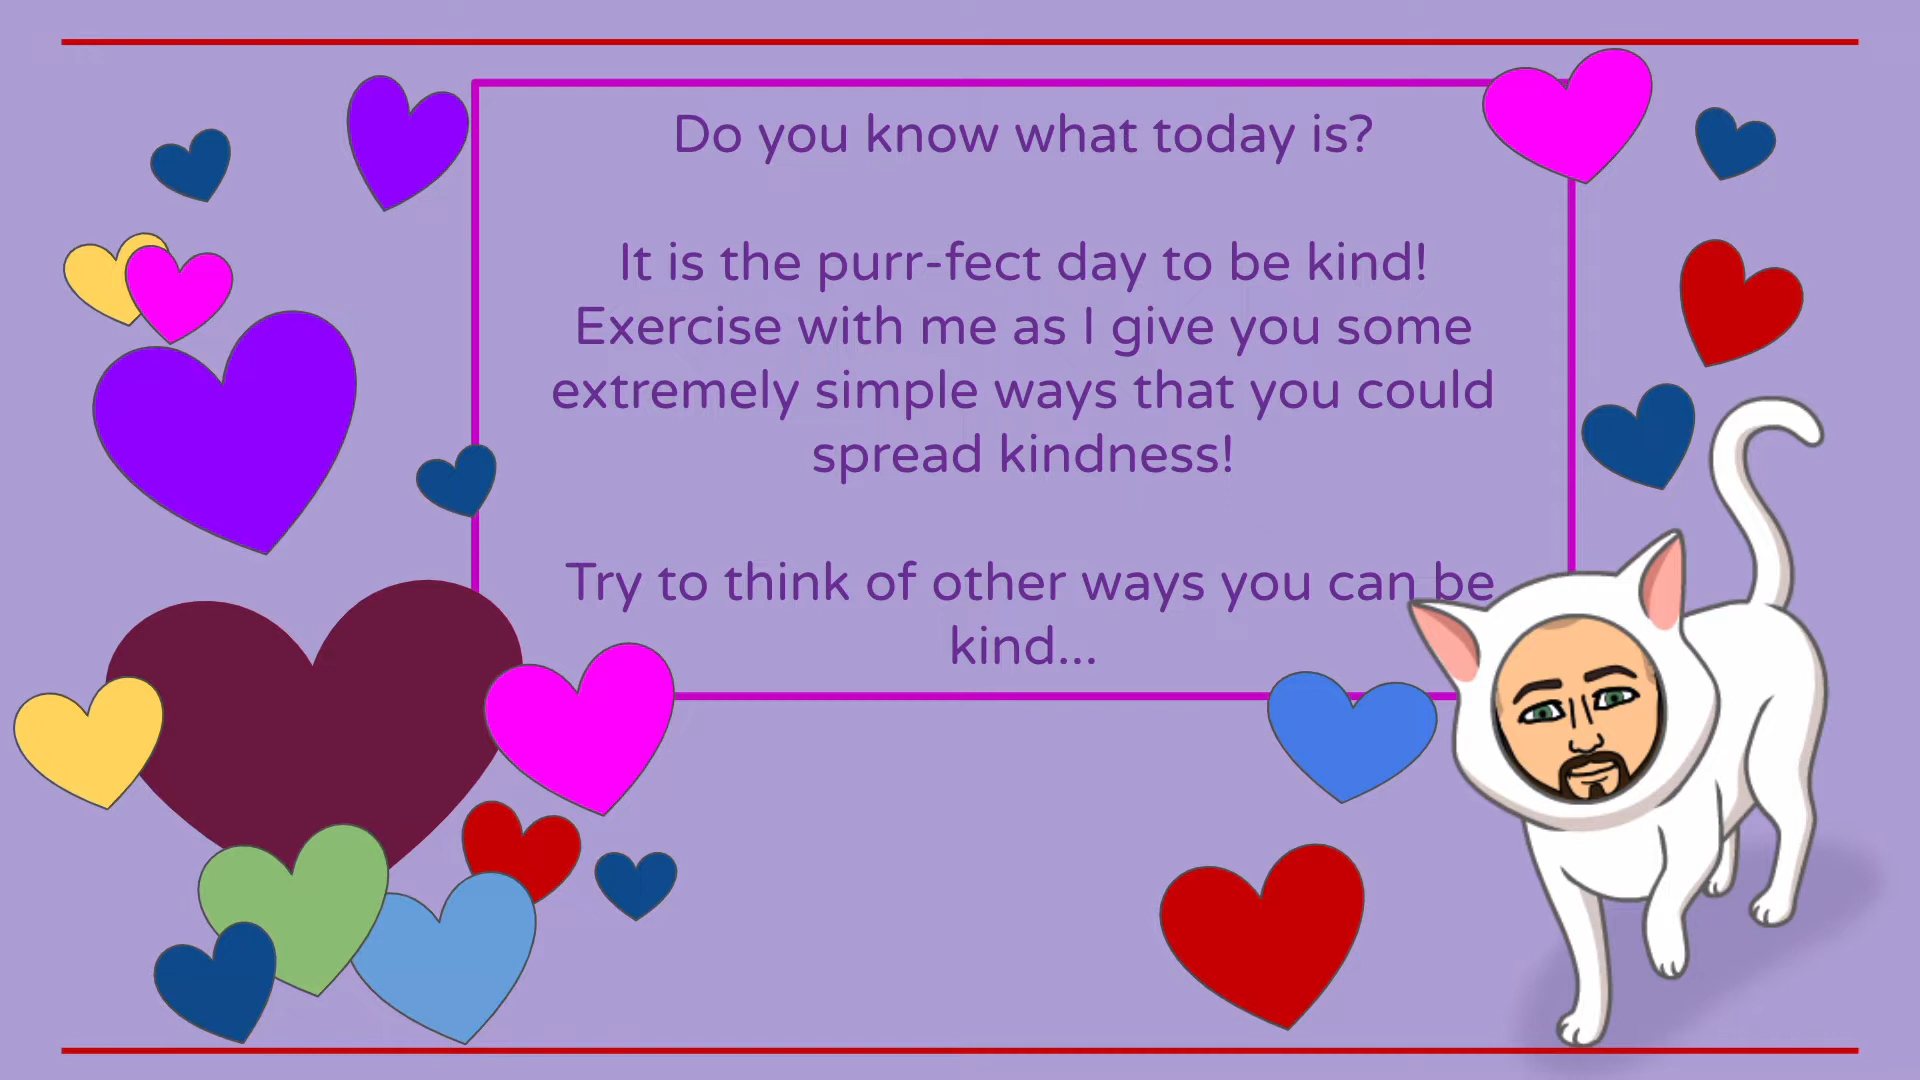 Do you know what today is?
It is the purr-fect day to be kind!
Exercise with me as I give you some
extremely simple ways that you could
spread kindness!
Try to think of other ways you can be
kind...